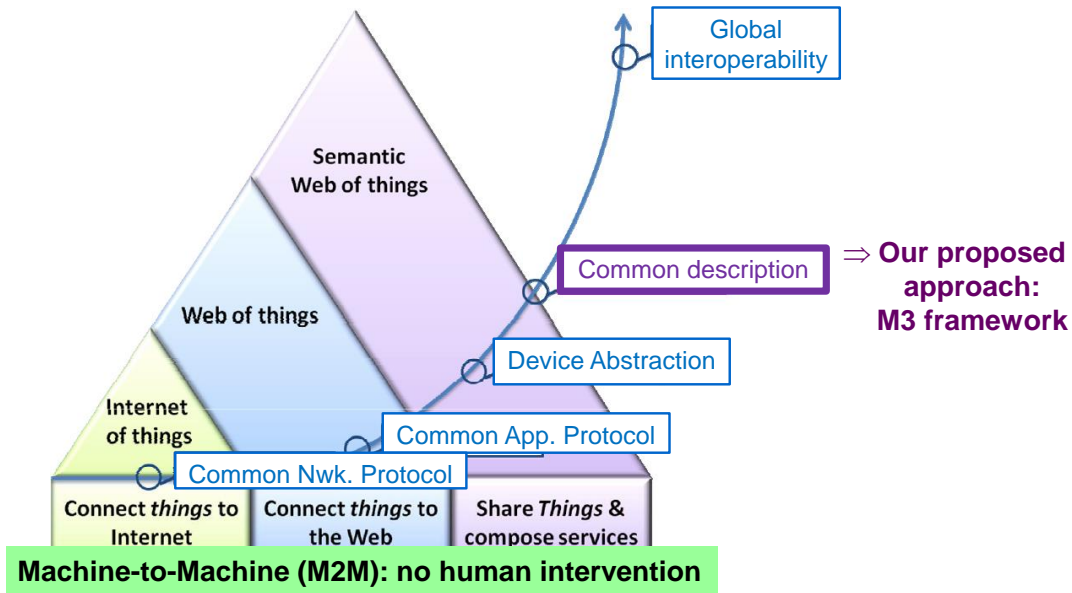 Global
interoperability
Semantic
Web of things
Common description
⇒ Our proposed
approach:
M3 framework
Web of things
Device Abstraction
Internet
of things
Common App. Protocol
Common Nwk. Protocol
Connect things to
Internet
Connect things to
the Web
Share Things &
compose services
Machine-to-Machine (M2M): no human intervention